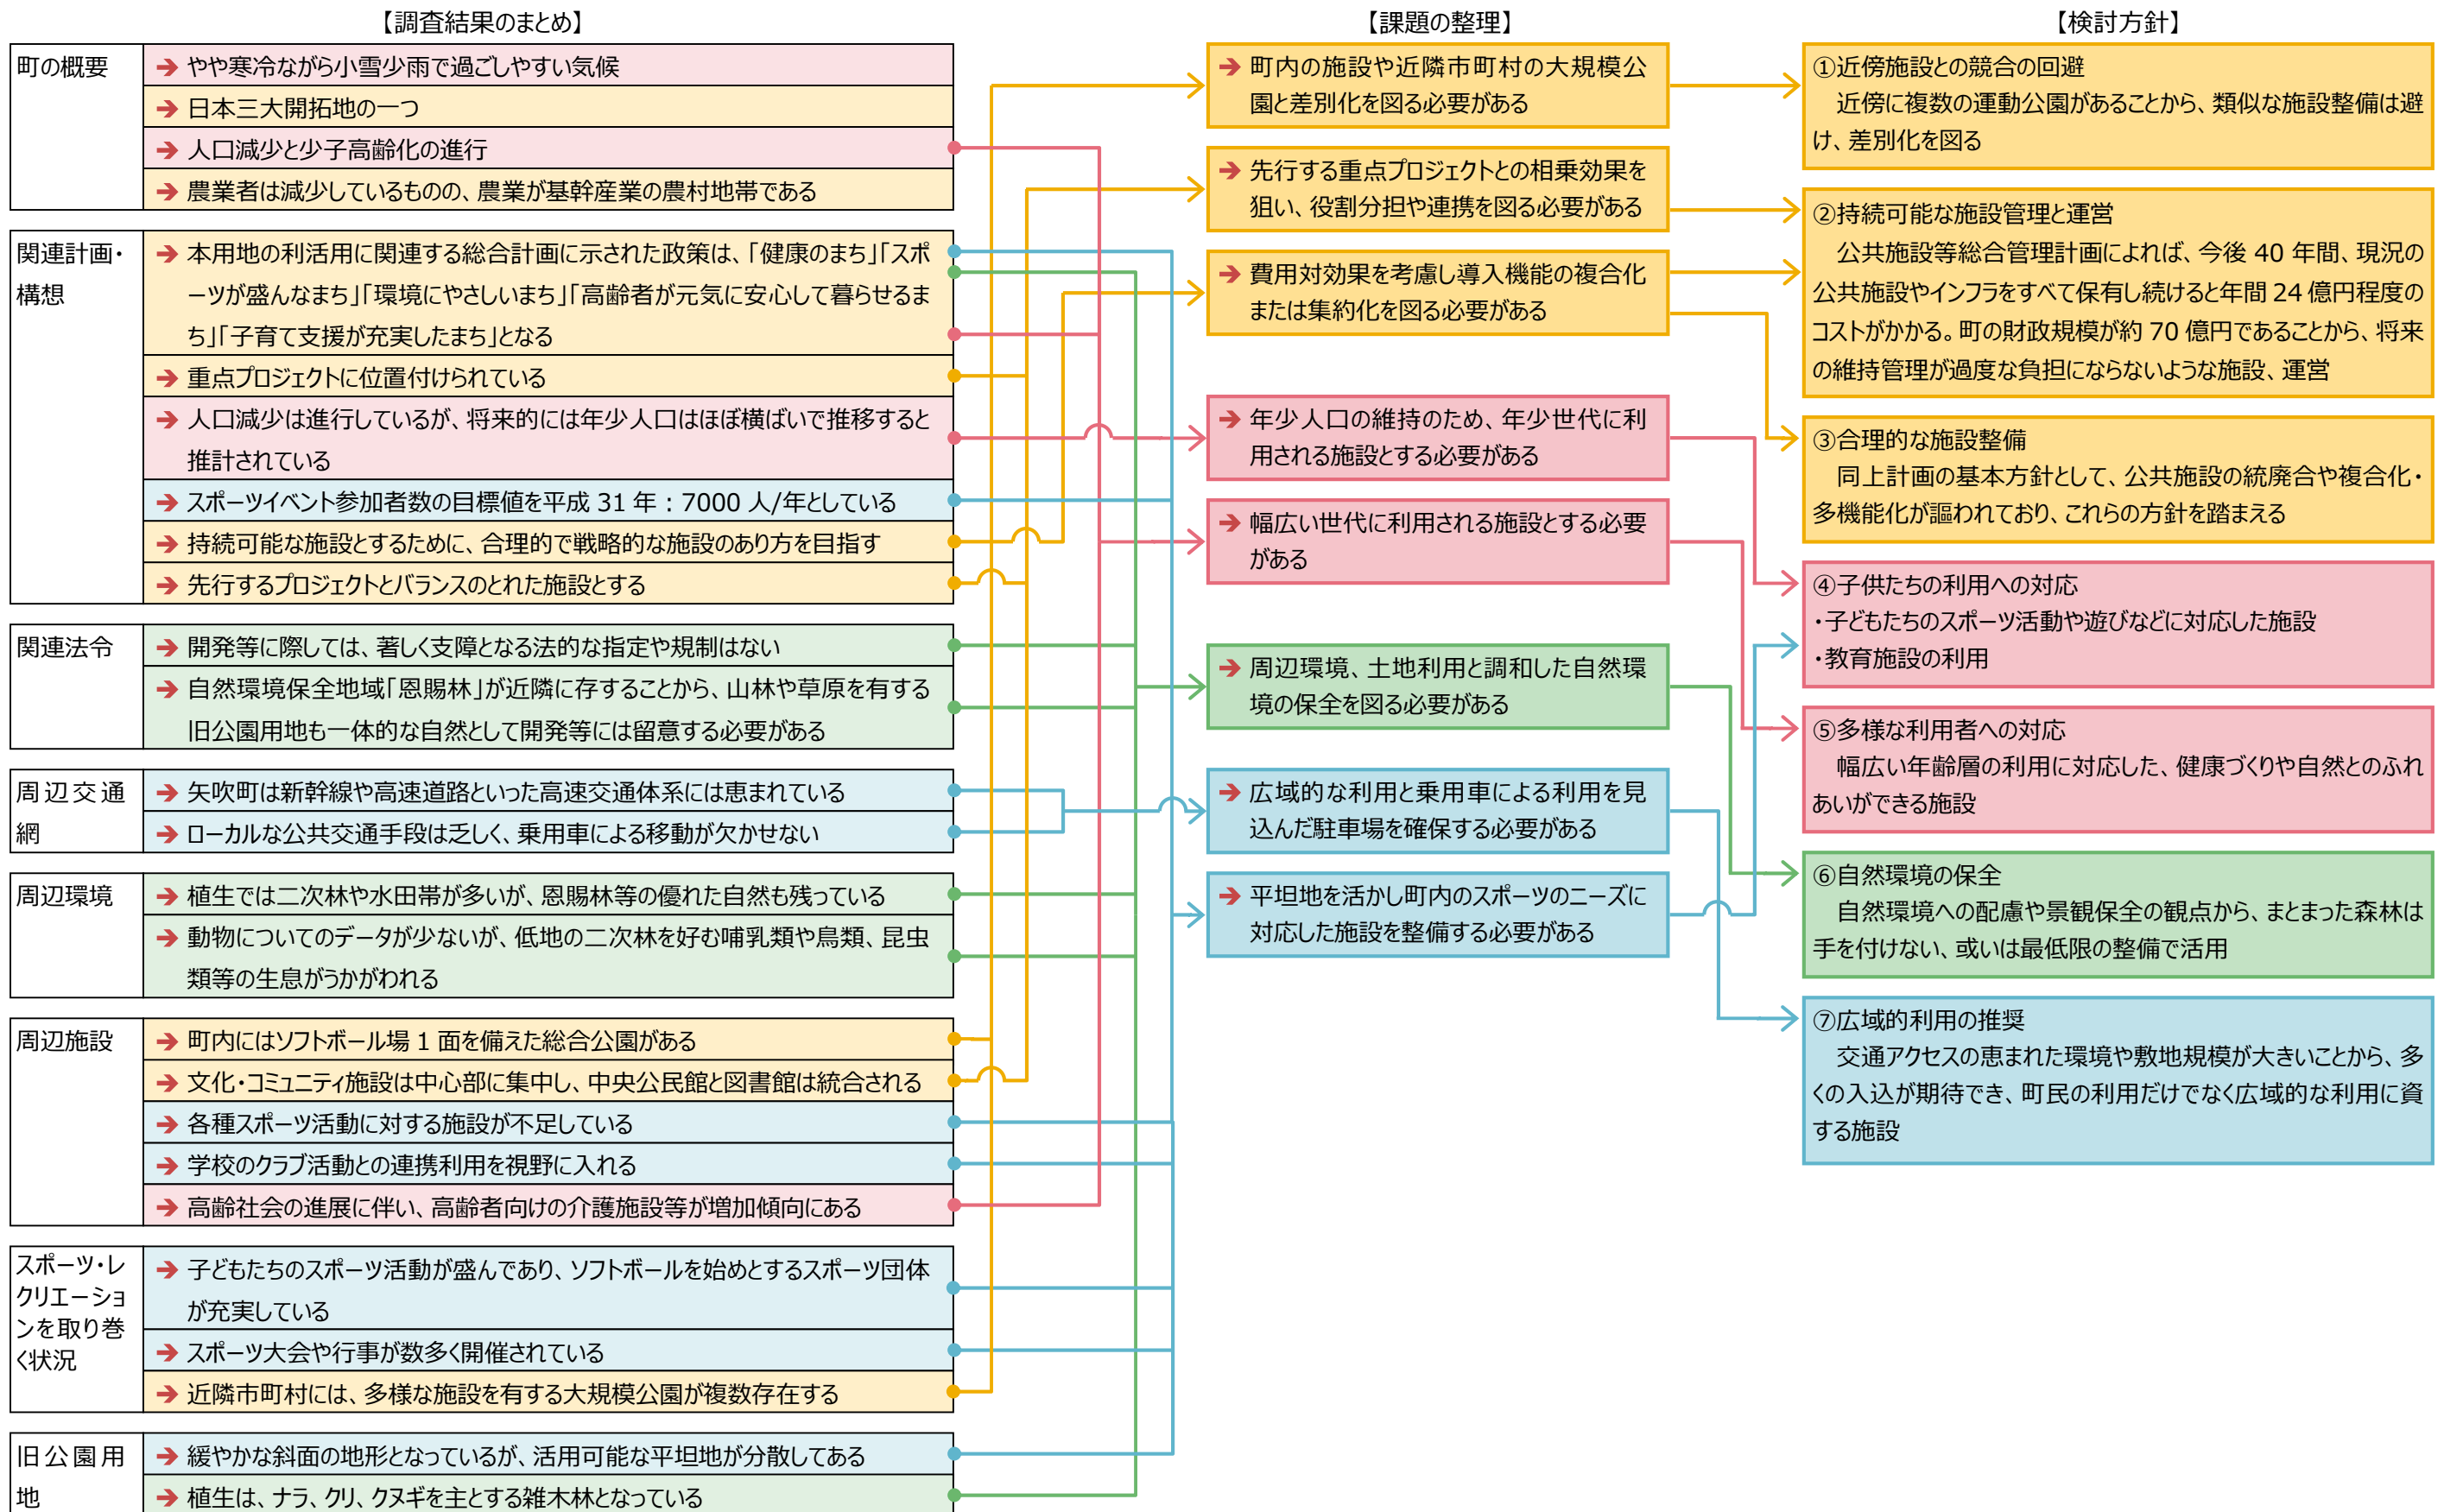 【調査結果のまとめ】
町の概要
➔ やや寒冷ながら小雪少雨で過ごしやすい気候
➔ 日本三大開拓地の一つ
➔ 人口減少と少子高齢化の進行
➔ 農業者は減少しているものの、農業が基幹産業の農村地帯である
関連計画・
構想
➔ 本用地の利活用に関連する総合計画に示された政策は、「健康のまち」「スポ
ーツが盛んなまち」「環境にやさしいまち」「高齢者が元気に安心して暮らせるま
ち」「子育て支援が充実したまち」となる
➔ 重点プロジェクトに位置付けられている
➔ 人口減少は進行しているが、将来的には年少人口はほぼ横ばいで推移すると
推計されている
➔ スポーツイベント参加者数の目標値を平成 31 年：7000 人/年としている
➔ 持続可能な施設とするために、合理的で戦略的な施設のあり方を目指す
➔ 先行するプロジェクトとバランスのとれた施設とする
関連法令
➔ 開発等に際しては、著しく支障となる法的な指定や規制はない
➔ 自然環境保全地域「恩賜林」が近隣に存することから、山林や草原を有する
旧公園用地も一体的な自然として開発等には留意する必要がある
周辺交通
網
➔ 矢吹町は新幹線や高速道路といった高速交通体系には恵まれている
➔ ローカルな公共交通手段は乏しく、乗用車による移動が欠かせない
周辺環境
➔ 植生では二次林や水田帯が多いが、恩賜林等の優れた自然も残っている
➔ 動物についてのデータが少ないが、低地の二次林を好む哺乳類や鳥類、昆虫
類等の生息がうかがわれる
周辺施設
➔ 町内にはソフトボール場 1 面を備えた総合公園がある
➔ 文化・コミュニティ施設は中心部に集中し、中央公民館と図書館は統合される
➔ 各種スポーツ活動に対する施設が不足している
➔ 学校のクラブ活動との連携利用を視野に入れる
➔ 高齢社会の進展に伴い、高齢者向けの介護施設等が増加傾向にある
スポーツ・レ
クリエーショ
ンを取り巻
く状況
➔ 子どもたちのスポーツ活動が盛んであり、ソフトボールを始めとするスポーツ団体
が充実している
➔ スポーツ大会や行事が数多く開催されている
➔ 近隣市町村には、多様な施設を有する大規模公園が複数存在する
旧公園用
地
➔ 緩やかな斜面の地形となっているが、活用可能な平坦地が分散してある
➔ 植生は、ナラ、クリ、クヌギを主とする雑木林となっている
【課題の整理】
➔ 町内の施設や近隣市町村の大規模公
園と差別化を図る必要がある
➔ 先行する重点プロジェクトとの相乗効果を
狙い、役割分担や連携を図る必要がある
➔ 費用対効果を考慮し導入機能の複合化
または集約化を図る必要がある
➔ 年少人口の維持のため、年少世代に利
用される施設とする必要がある
➔ 幅広い世代に利用される施設とする必要
がある
➔ 周辺環境、土地利用と調和した自然環
境の保全を図る必要がある
➔ 広域的な利用と乗用車による利用を見
込んだ駐車場を確保する必要がある
➔ 平坦地を活かし町内のスポーツのニーズに
対応した施設を整備する必要がある
【検討方針】
①近傍施設との競合の回避
近傍に複数の運動公園があることから、類似な施設整備は避
け、差別化を図る
②持続可能な施設管理と運営
公共施設等総合管理計画によれば、今後 40 年間、現況の
公共施設やインフラをすべて保有し続けると年間 24 億円程度の
コストがかかる。町の財政規模が約 70 億円であることから、将来
の維持管理が過度な負担にならないような施設、運営
③合理的な施設整備
同上計画の基本方針として、公共施設の統廃合や複合化・
多機能化が謳われており、これらの方針を踏まえる
④子供たちの利用への対応
・子どもたちのスポーツ活動や遊びなどに対応した施設
・教育施設の利用
⑤多様な利用者への対応
幅広い年齢層の利用に対応した、健康づくりや自然とのふれ
あいができる施設
⑥自然環境の保全
自然環境への配慮や景観保全の観点から、まとまった森林は
手を付けない、或いは最低限の整備で活用
⑦広域的利用の推奨
交通アクセスの恵まれた環境や敷地規模が大きいことから、多
くの入込が期待でき、町民の利用だけでなく広域的な利用に資
する施設